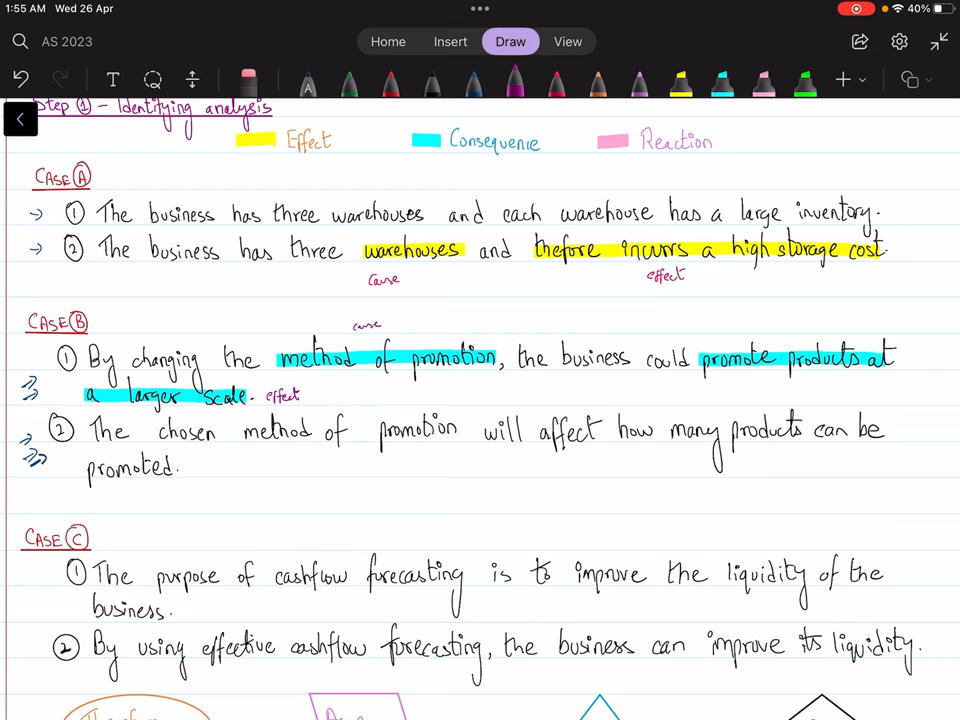 1:55 AM Wed 26 Apr
40%
AS 2023
Home Insert Draw View
T
A
Step ① - Identifying analysis
Effect Consequence Reaction
CASE Ⓐ
① The business has three warehouses and each warehouse has a large inventory.
② The business has three warehouses and thefore incurs a high storage cost.
cause effect
CASE Ⓑ
cause
① By changing the method of promotion, the business could promote products at
a larger scale. effect
② The chosen method of promotion will affect how many products can be
promoted.
CASE Ⓒ
① The purpose of cashflow forecasting is to improve the liquidity of the
business.
② By using effective cashflow forecasting, the business can improve its liquidity.